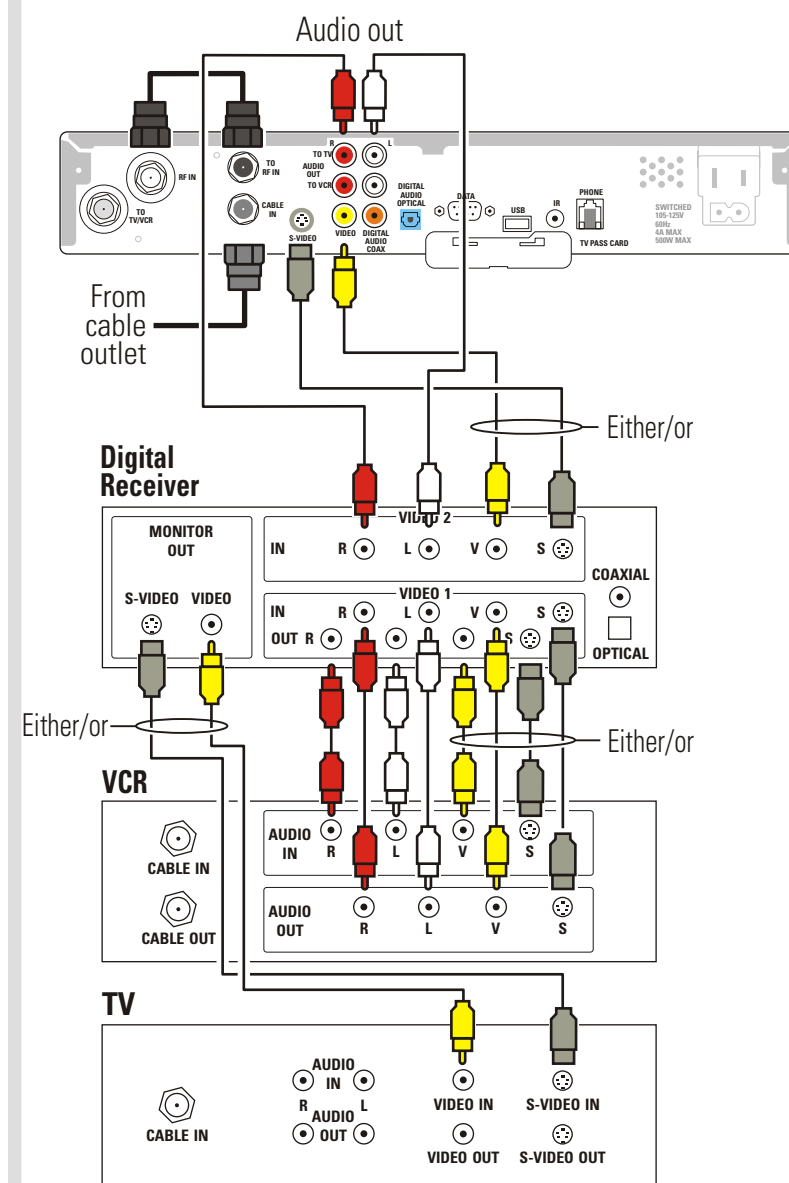 Audio out
R
L
TO TV
AUDIO
OUT
TO VCR
RF IN
TO
RF IN
TO
TV/VCR
CABLE
IN
S-VIDEO
VIDEO
DIGITAL
AUDIO
COAX
DIGITAL
AUDIO
OPTICAL
DATA
USB
IR
PHONE
TV PASS CARD
SWITCHED
105-125V
60Hz
4A MAX
500W MAX
From
cable
outlet
Either/or
Digital
Receiver
MONITOR
OUT
S-VIDEO VIDEO
VIDEO 2
IN R L V S
VIDEO 1
IN R L V S
OUT R S
COAXIAL
OPTICAL
Either/or
Either/or
VCR
CABLE IN
CABLE OUT
AUDIO
IN
R L V S
AUDIO
OUT
R L V S
TV
CABLE IN
AUDIO
IN
R L
AUDIO
OUT
VIDEO IN S-VIDEO IN
VIDEO OUT S-VIDEO OUT